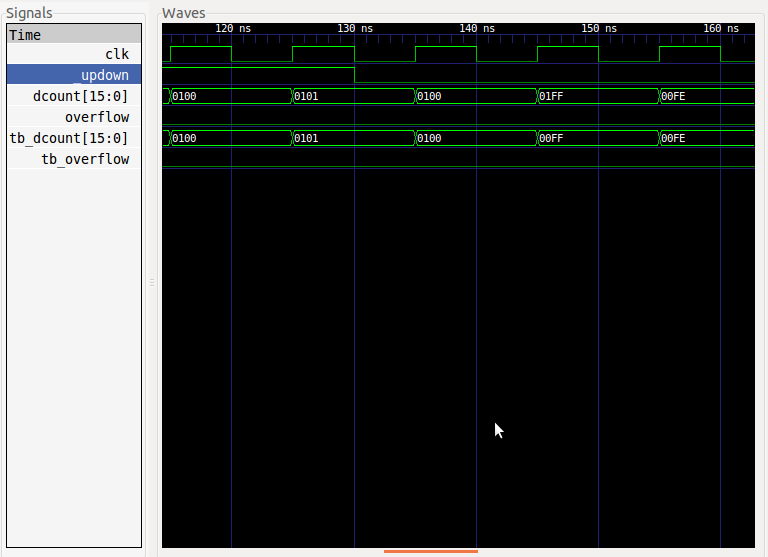 Signals
Waves
Time
120 ns 130 ns 140 ns 150 ns 160 ns
clk
_updown
dcount[15:0] 0100 0101 0100 01FF 00FE
overflow
tb_dcount[15:0] 0100 0101 0100 00FF 00FE
tb_overflow